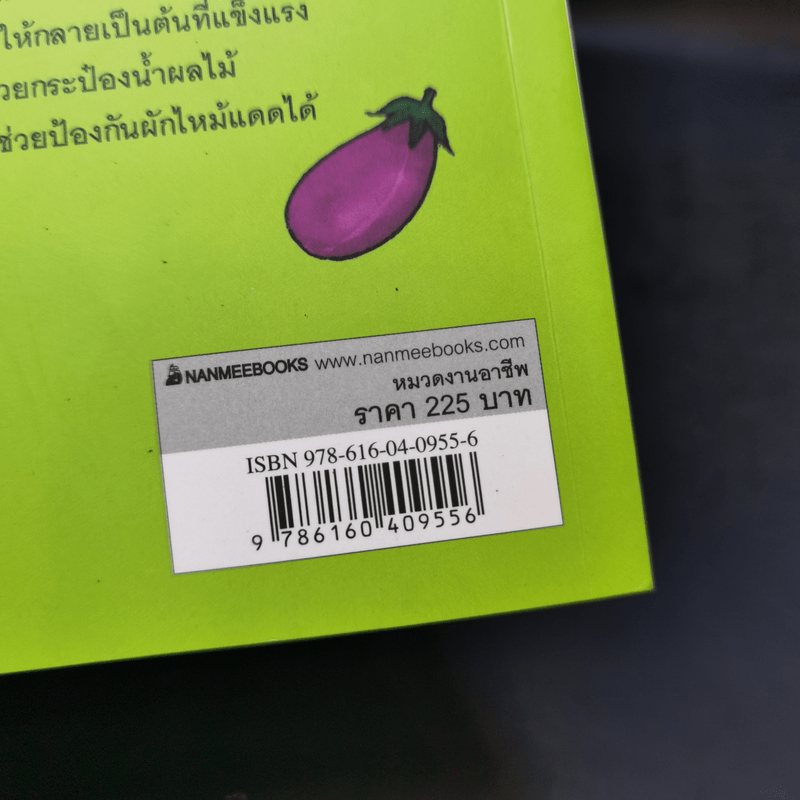 ให้กลายเป็นต้นที่แข็งแรง
วยกระป๋องน้ำผลไม้
ช่วยป้องกันผักไหม้แดดได้
NANMEEBOOKS www.nanmeebooks.com
หมวดงานอาชีพ
ราคา 225 บาท
ISBN 978-616-04-0955-6
9 786160 409556